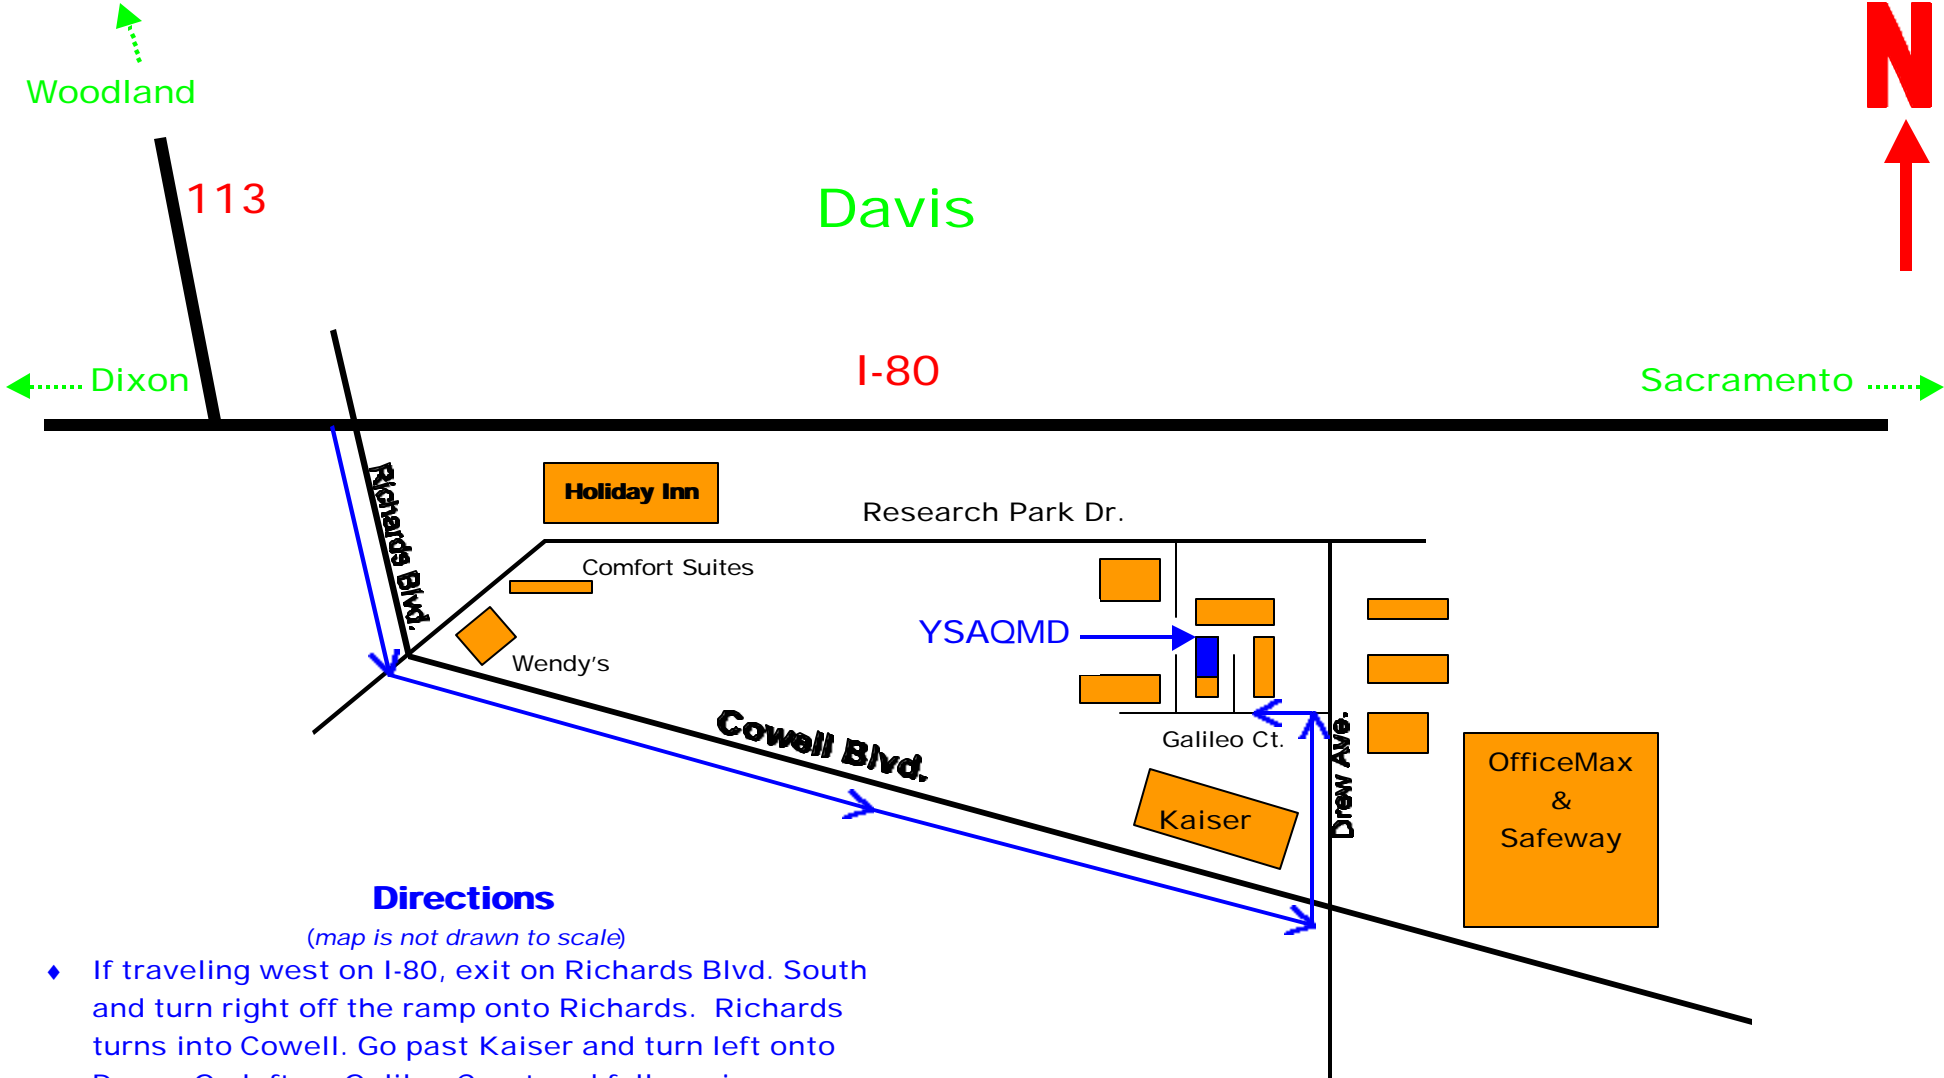 N
Woodland
113
Davis
I-80
Dixon
Sacramento
Richards Blvd.
Holiday Inn
Research Park Dr.
Comfort Suites
YSAQMD
Wendy's
Cowell Blvd.
Galileo Ct.
Drew Ave.
OfficeMax
&
Safeway
Kaiser
Directions
(map is not drawn to scale)
♦ If traveling west on I-80, exit on Richards Blvd. South
and turn right off the ramp onto Richards. Richards
turns into Cowell. Go past Kaiser and turn left onto